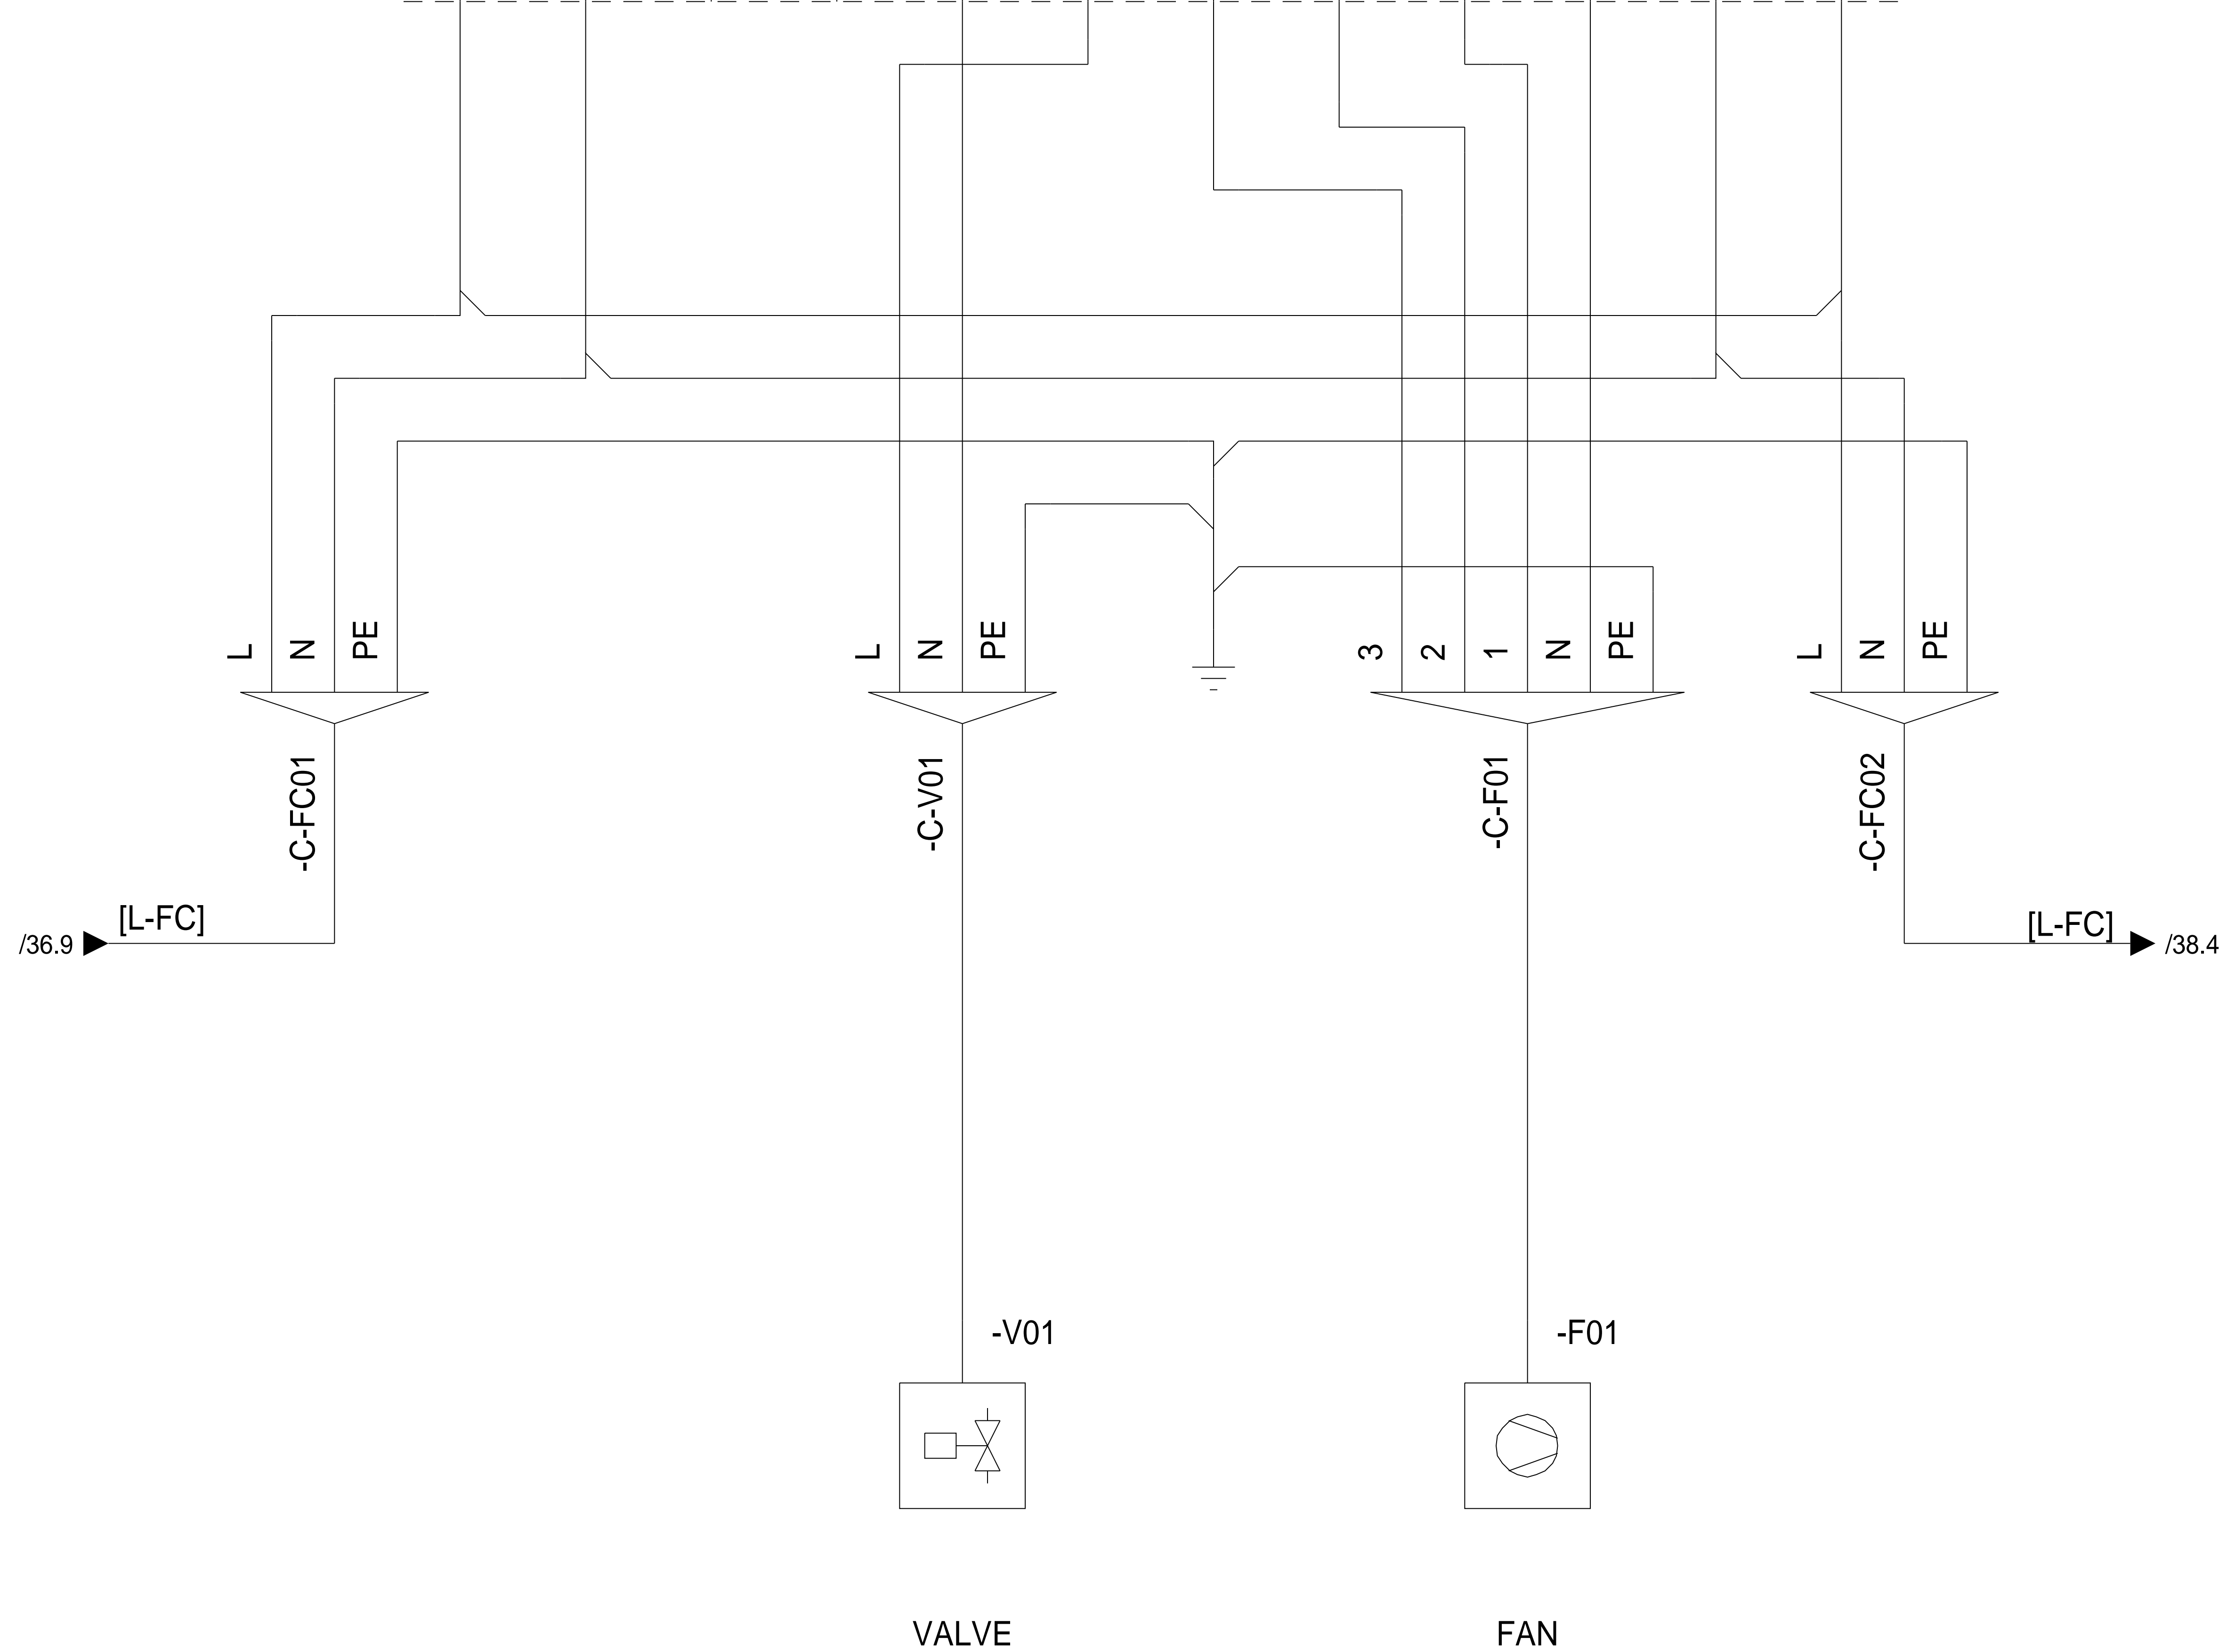 L N PE L N PE 3 2 1 N PE L N PE
-C-FC01 -C-V01 -C-F01 -C-FC02
/36.9 [L-FC] [L-FC] /38.4
-V01 -F01
VALVE FAN